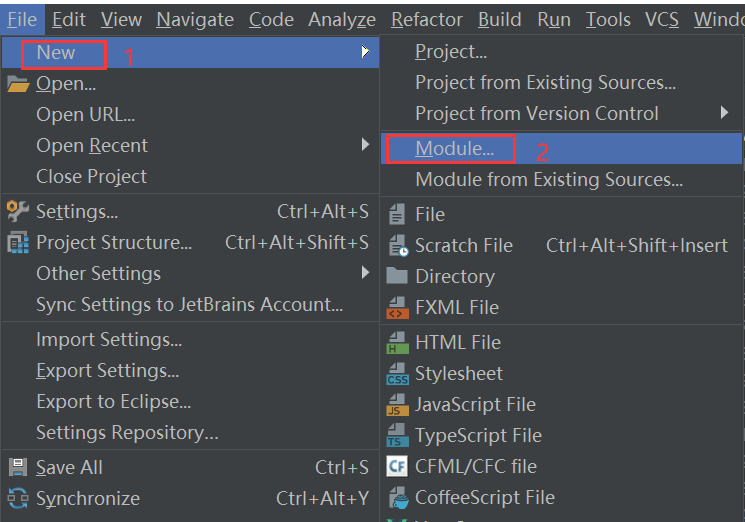 File Edit View Navigate Code Analyze Refactor Build Run Tools VCS Windo
New 1
Open...
Open URL...
Open Recent
Close Project
Settings... Ctrl+Alt+S
Project Structure... Ctrl+Alt+Shift+S
Other Settings
Sync Settings to JetBrains Account...
Import Settings...
Export Settings...
Export to Eclipse...
Settings Repository...
Save All Ctrl+S
Synchronize Ctrl+Alt+Y
Project...
Project from Existing Sources...
Project from Version Control
Module... 2
Module from Existing Sources...
File
Scratch File Ctrl+Alt+Shift+Insert
Directory
FXML File
HTML File
CSS Stylesheet
JS JavaScript File
TS TypeScript File
CF CFML/CFC file
CoffeeScript File